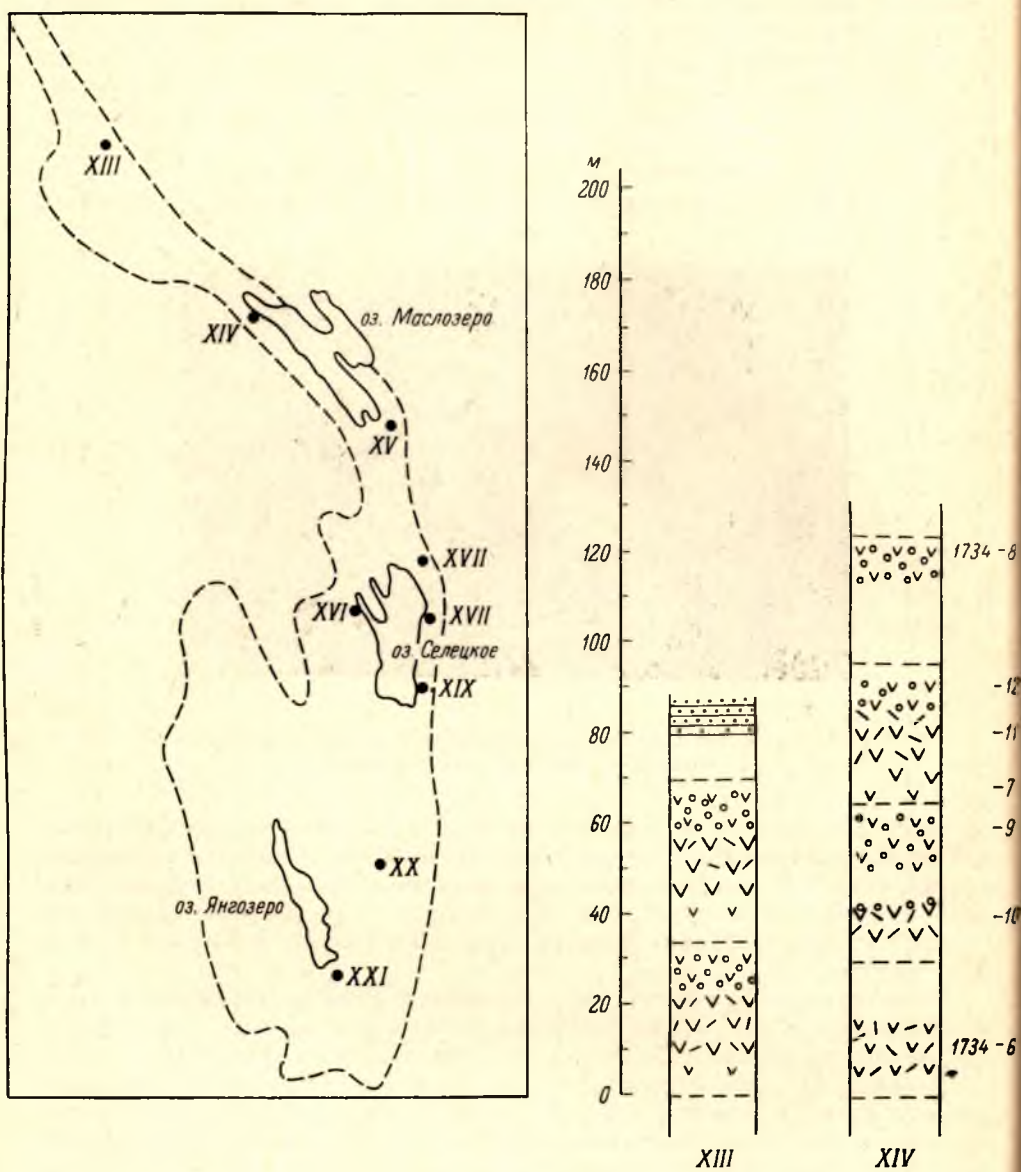 XIII
оз. Маслозеро
XIV
XV
XVII
XVI
XVII
оз. Селецкое
XIX
XX
оз. Янгозеро
XXI
м
200
180
160
140
120
100
80
60
40
20
0
1734-8
-12
-11
-7
-9
-10
1734-6
XIII
XIV